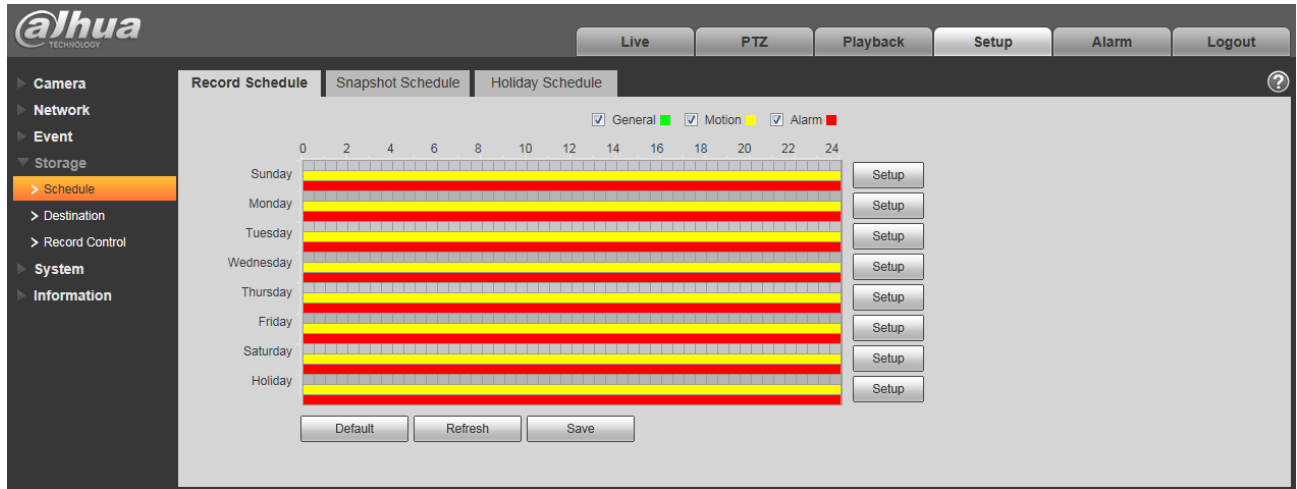 alhua
TECHNOLOGY
Live PTZ Playback Setup Alarm Logout
Camera
Network
Event
Storage
> Schedule
> Destination
> Record Control
System
Information
Record Schedule Snapshot Schedule Holiday Schedule ?
General Motion Alarm
0 2 4 6 8 10 12 14 16 18 20 22 24
Sunday Setup
Monday Setup
Tuesday Setup
Wednesday Setup
Thursday Setup
Friday Setup
Saturday Setup
Holiday Setup
Default Refresh Save